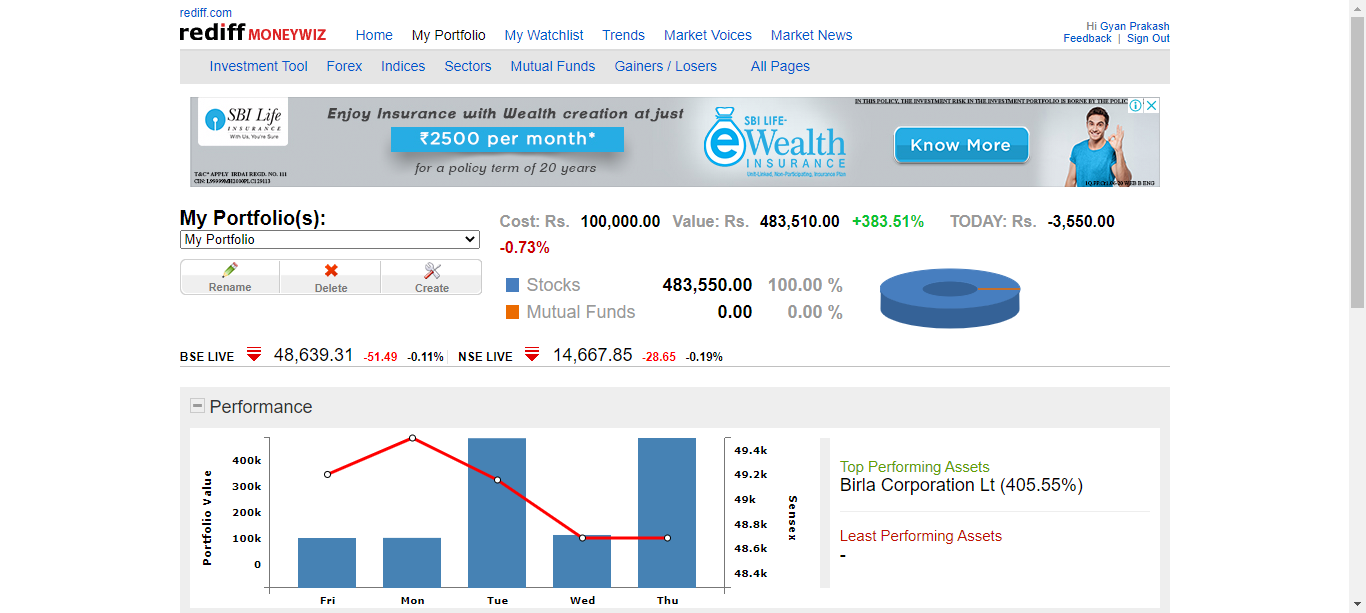 rediff.com
rediff MONEYWIZ
Home My Portfolio My Watchlist Trends Market Voices Market News
Hi Gyan Prakash
Feedback | Sign Out
Investment Tool Forex Indices Sectors Mutual Funds Gainers / Losers All Pages
SBI Life
INSURANCE
With Us, You're Sure
T&C* APPLY IRDAI REGD. NO. 111
CIN: L99999MH2000PLC129113
Enjoy Insurance with Wealth creation at just
₹2500 per month*
for a policy term of 20 years
SBI LIFE-
eWealth
INSURANCE
Unit-Linked, Non-Participating, Insurance Plan
IN THIS POLICY, THE INVESTMENT RISK IN THE INVESTMENT PORTFOLIO IS BORNE BY THE POLIC
Know More
My Portfolio(s):
My Portfolio
Rename Delete Create
Cost: Rs. 100,000.00 Value: Rs. 483,510.00 +383.51% TODAY: Rs. -3,550.00
-0.73%
Stocks 483,550.00 100.00 %
Mutual Funds 0.00 0.00 %
BSE LIVE 48,639.31 -51.49 -0.11% NSE LIVE 14,667.85 -28.65 -0.19%
Performance
Portfolio Value
400k
300k
200k
100k
0
Fri Mon Tue Wed Thu
49.4k
49.2k
49k
48.8k
48.6k
48.4k
Sensex
Top Performing Assets
Birla Corporation Lt (405.55%)
Least Performing Assets
-